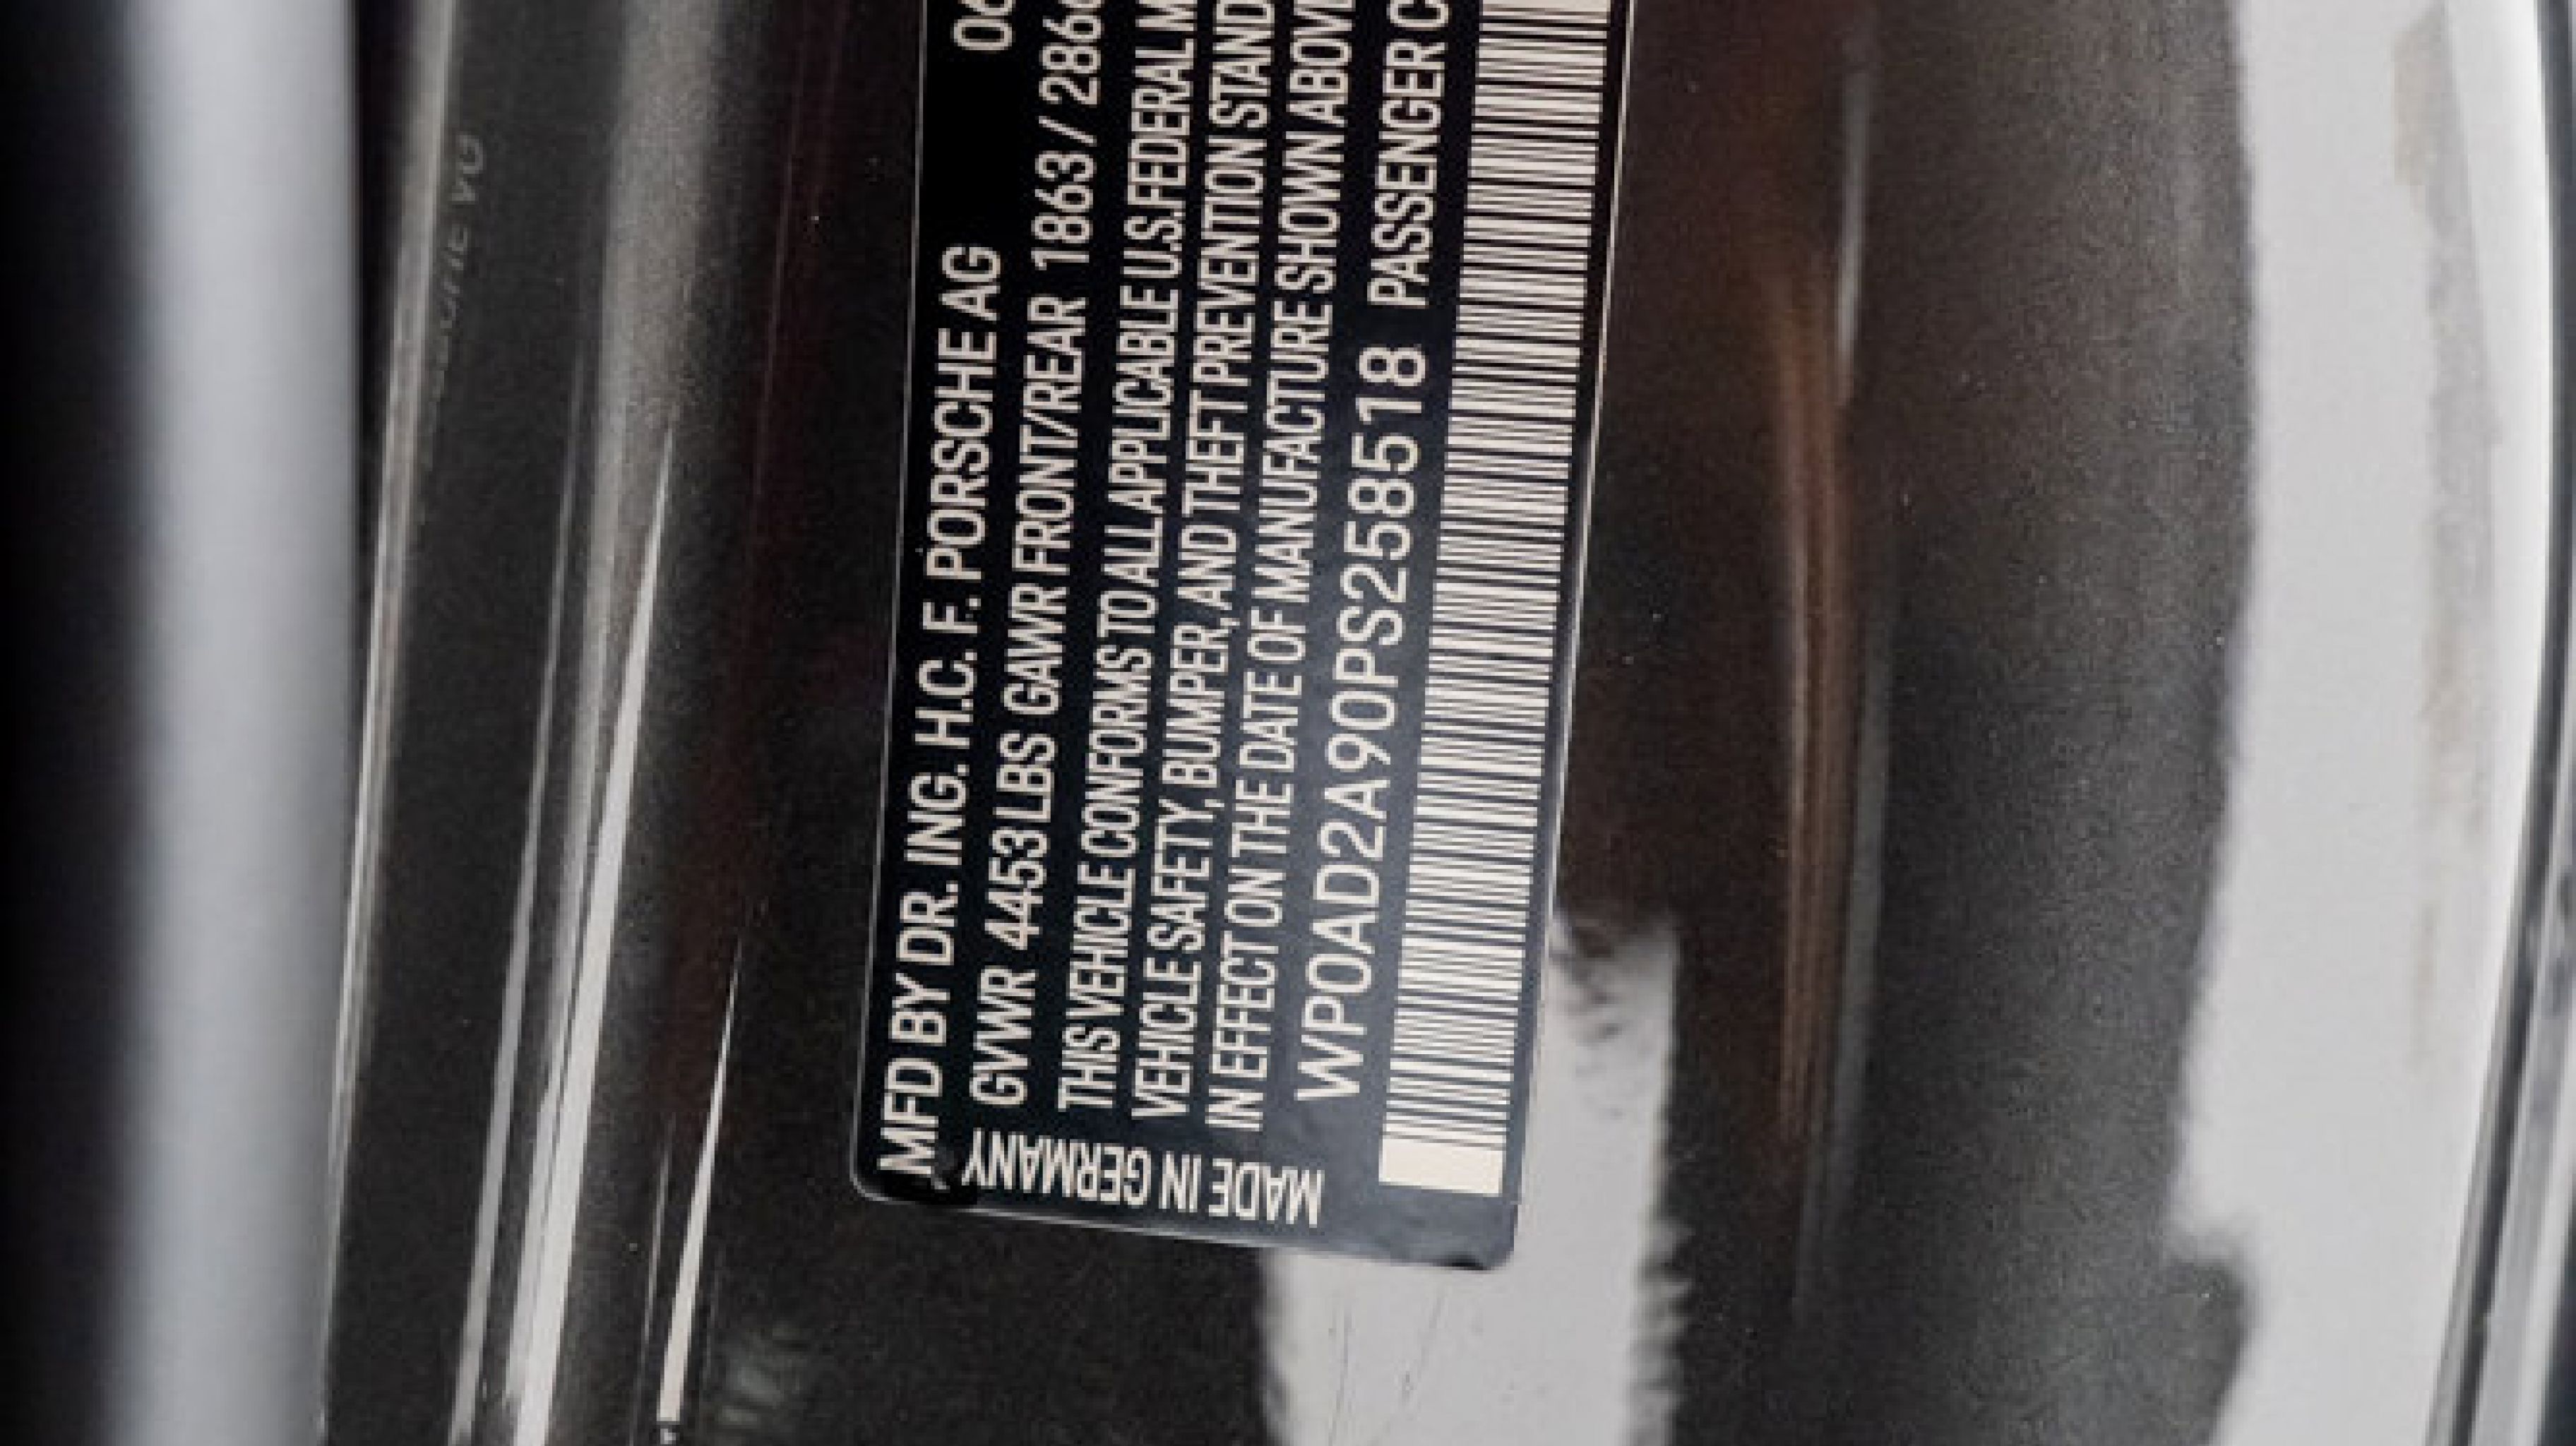 MFD BY DR. ING. H.C. F. PORSCHE AG 06
GVWR 4453 LBS GAWR FRONT/REAR 1863 / 286
THIS VEHICLE CONFORMS TO ALL APPLICABLE U.S. FEDERAL M
VEHICLE SAFETY, BUMPER, AND THEFT PREVENTION STAND
IN EFFECT ON THE DATE OF MANUFACTURE SHOWN ABOVE
WP0AD2A90PS258518 PASSENGER C
MADE IN GERMANY